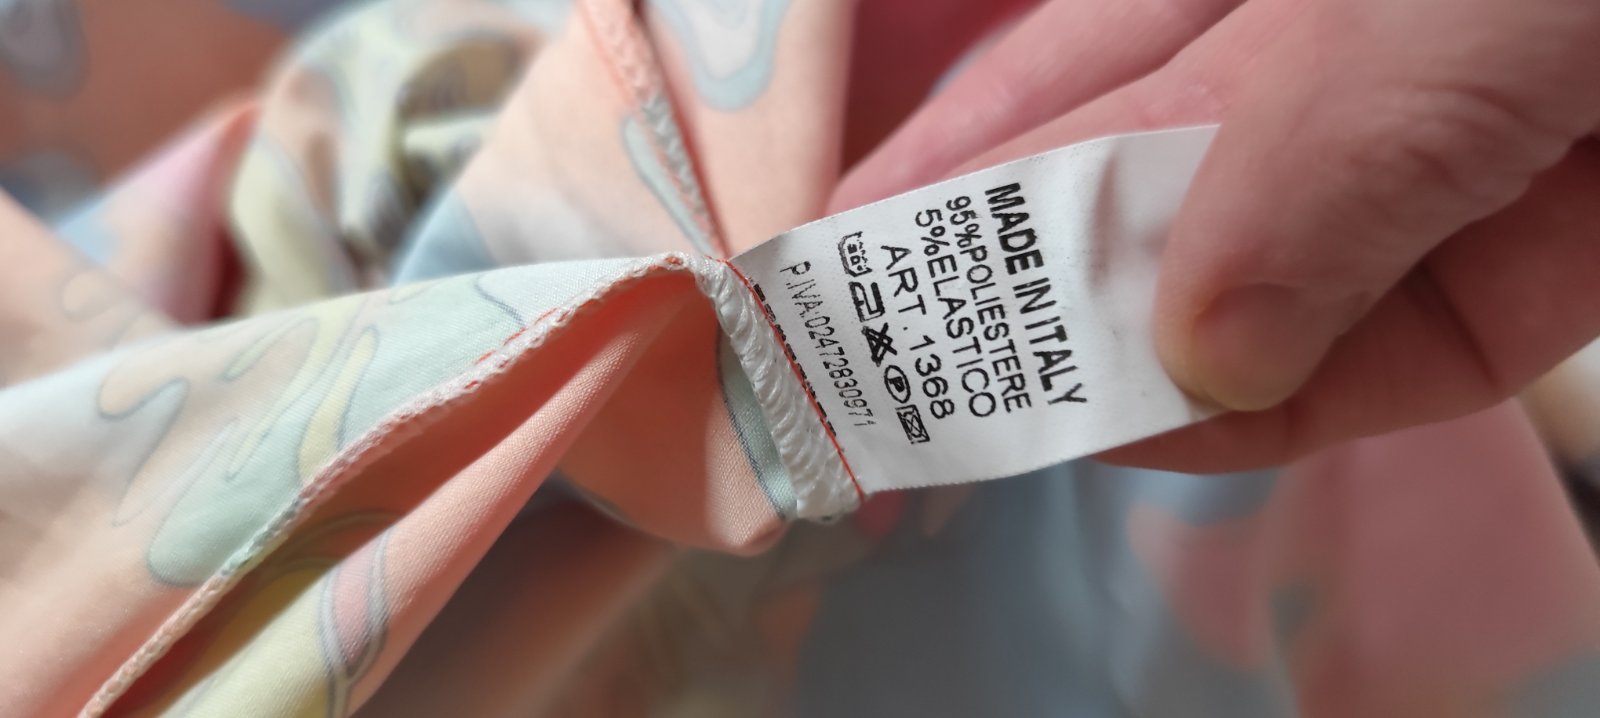 MADE IN ITALY
95%POLIESTERE
5%ELASTICO
ART. 1368
P.IVA:02472830971